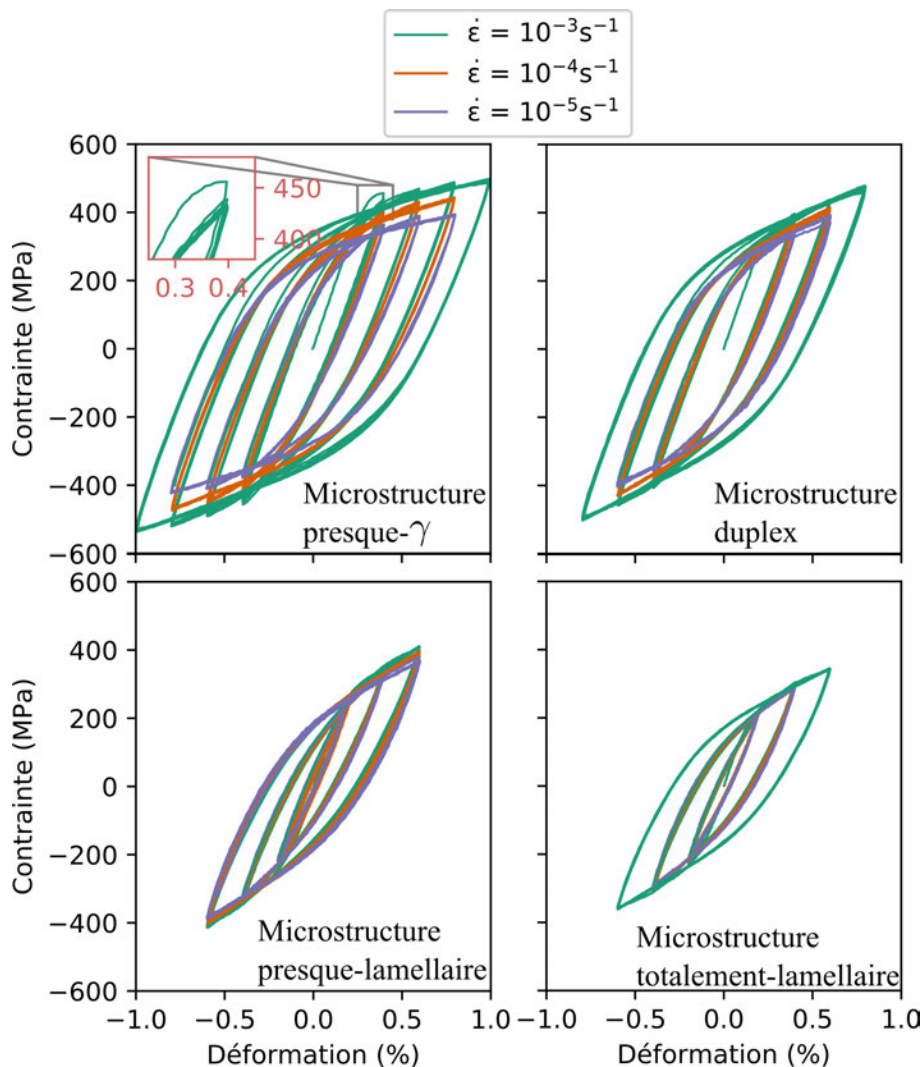 ε̇ = 10⁻³s⁻¹
ε̇ = 10⁻⁴s⁻¹
ε̇ = 10⁻⁵s⁻¹
600
400
200
0
−200
−400
−600
Contrainte (MPa)
450
400
0.3 0.4
Microstructure
presque-γ
Microstructure
duplex
600
400
200
0
−200
−400
−600
Contrainte (MPa)
Microstructure
presque-lamellaire
Microstructure
totalement-lamellaire
−1.0 −0.5 0.0 0.5 1.0
Déformation (%)
−1.0 −0.5 0.0 0.5 1.0
Déformation (%)